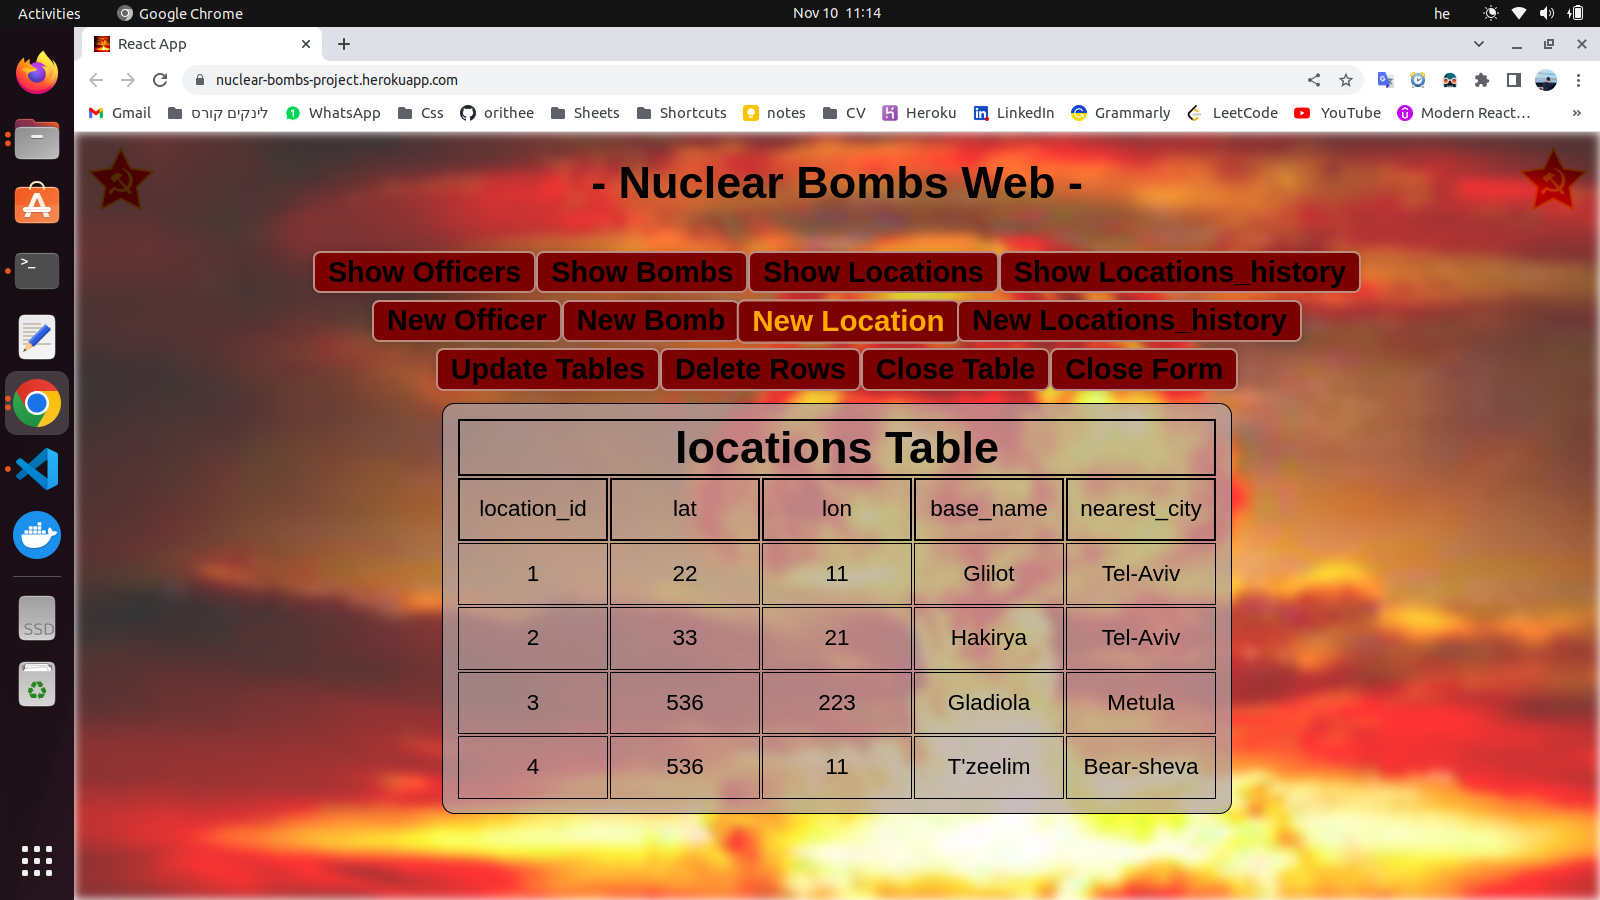 Activities Google Chrome Nov 10 11:14 he
React App
nuclear-bombs-project.herokuapp.com
Gmail לינקים קורס WhatsApp Css orithee Sheets Shortcuts notes CV Heroku LinkedIn Grammarly LeetCode YouTube Modern React… »
- Nuclear Bombs Web -
Show Officers Show Bombs Show Locations Show Locations_history
New Officer New Bomb New Location New Locations_history
Update Tables Delete Rows Close Table Close Form
locations Table
location_id lat lon base_name nearest_city
1 22 11 Glilot Tel-Aviv
2 33 21 Hakirya Tel-Aviv
3 536 223 Gladiola Metula
4 536 11 T'zeelim Bear-sheva
SSD